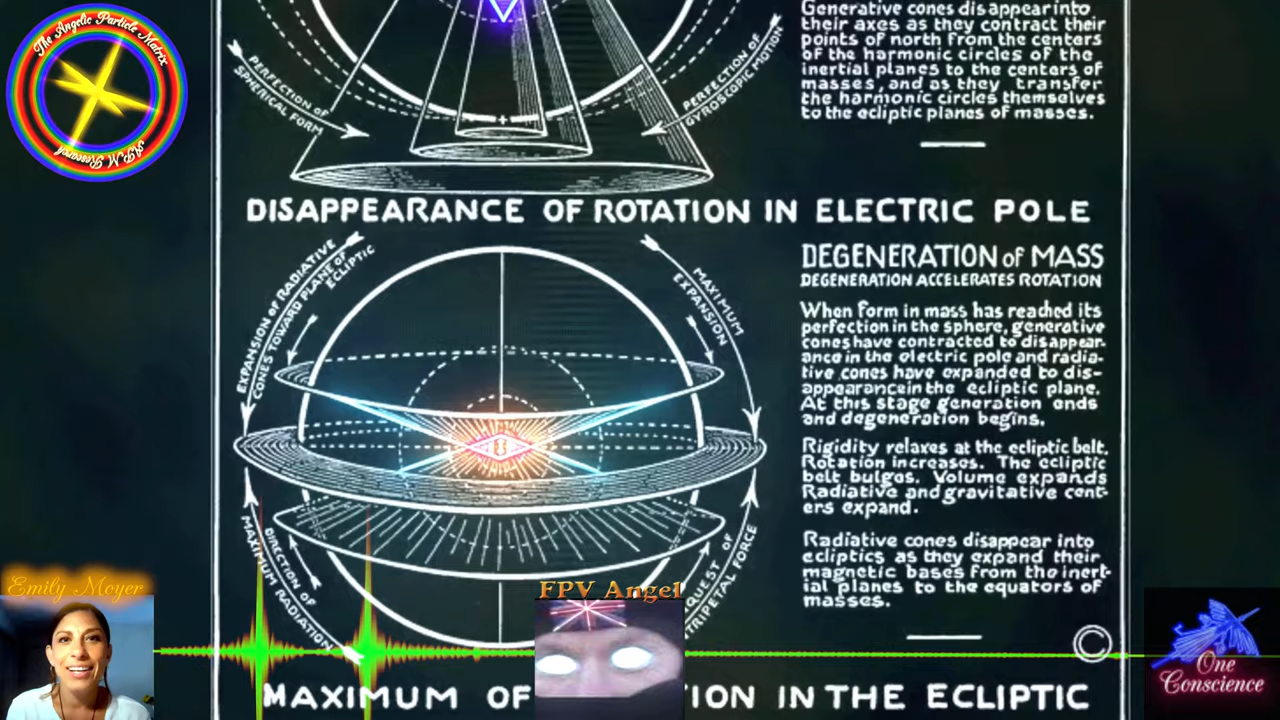 The Angelic Particle Matrix
A.P.M Research
Generative cones disappear into
their axes as they contract their
points of north from the centers
of the harmonic circles of the
inertial planes to the centers of
masses, and as they transfer
the harmonic circles themselves
to the ecliptic planes of masses.
PERFECTION OF
SPHERICAL FORM
PERFECTION OF
GYROSCOPIC MOTION
DISAPPEARANCE OF ROTATION IN ELECTRIC POLE
EXPANSION OF RADIATIVE
CONES TOWARD PLANE OF
ECLIPTIC
MAXIMUM
EXPANSION
DEGENERATION of MASS
DEGENERATION ACCELERATES ROTATION
When form in mass has reached its
perfection in the sphere, generative
cones have contracted to disappear-
ance in the electric pole and radia-
tive cones have expanded to dis-
appearance in the ecliptic plane.
At this stage generation ends
and degeneration begins.
Rigidity relaxes at the ecliptic belt.
Rotation increases. The ecliptic
belt bulges. Volume expands
Radiative and gravitative cent-
ers expand.
Radiative cones disappear into
ecliptics as they expand their
magnetic bases from the inert-
ial planes to the equators of
masses.
DIRECTION OF
MAXIMUM RADIATION
QUEST OF
TRIPETAL FORCE
©
Emily Moyer
FPV Angel
One
Conscience
MAXIMUM OF TION IN THE ECLIPTIC